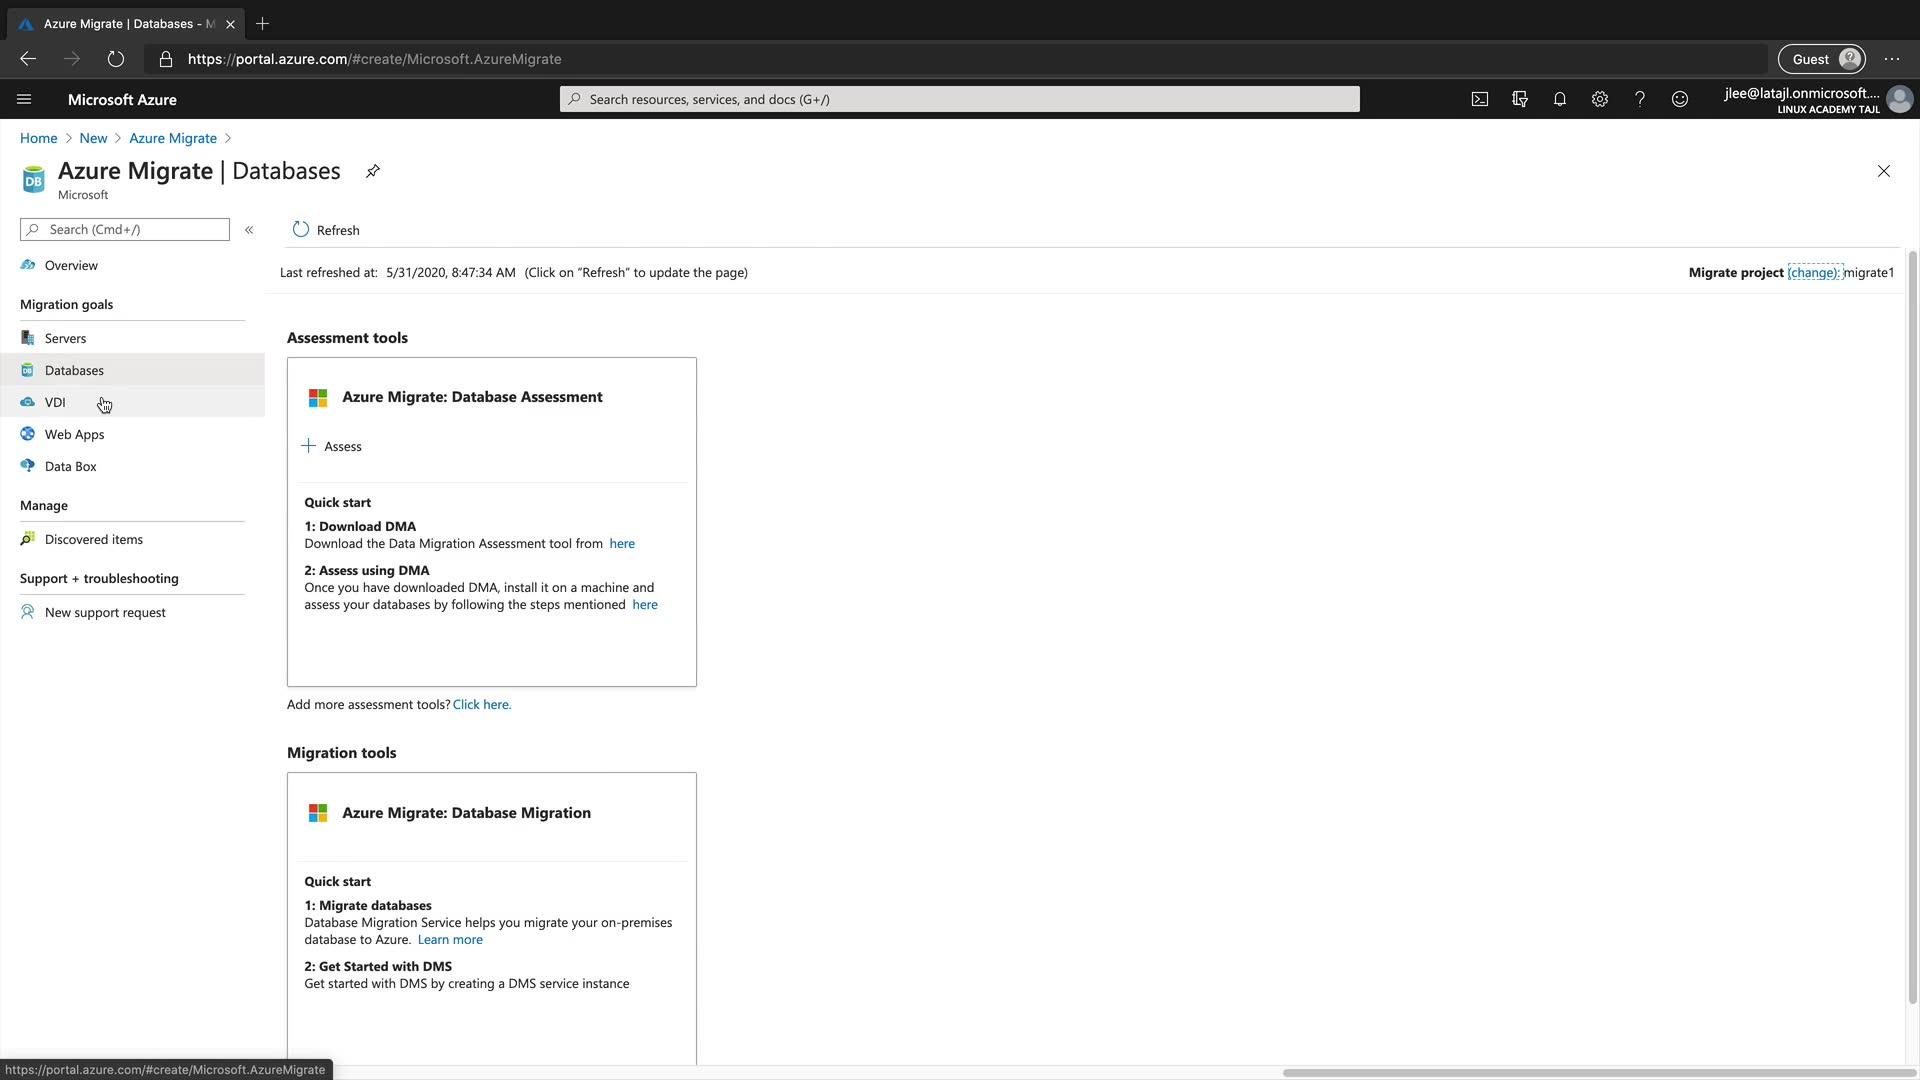 Azure Migrate | Databases - M
https://portal.azure.com/#create/Microsoft.AzureMigrate
Guest
Microsoft Azure
Search resources, services, and docs (G+/)
jlee@latajl.onmicrosoft....
LINUX ACADEMY TAJL
Home > New > Azure Migrate >
Azure Migrate | Databases
DB
Microsoft
Search (Cmd+/)
«
Refresh
Overview
Last refreshed at: 5/31/2020, 8:47:34 AM (Click on "Refresh" to update the page)
Migrate project (change): migrate1
Migration goals
Servers
Databases
VDI
Web Apps
Data Box
Manage
Discovered items
Support + troubleshooting
New support request
Assessment tools
Azure Migrate: Database Assessment
Assess
Quick start
1: Download DMA
Download the Data Migration Assessment tool from here
2: Assess using DMA
Once you have downloaded DMA, install it on a machine and
assess your databases by following the steps mentioned here
Add more assessment tools? Click here.
Migration tools
Azure Migrate: Database Migration
Quick start
1: Migrate databases
Database Migration Service helps you migrate your on-premises
database to Azure. Learn more
2: Get Started with DMS
Get started with DMS by creating a DMS service instance
https://portal.azure.com/#create/Microsoft.AzureMigrate